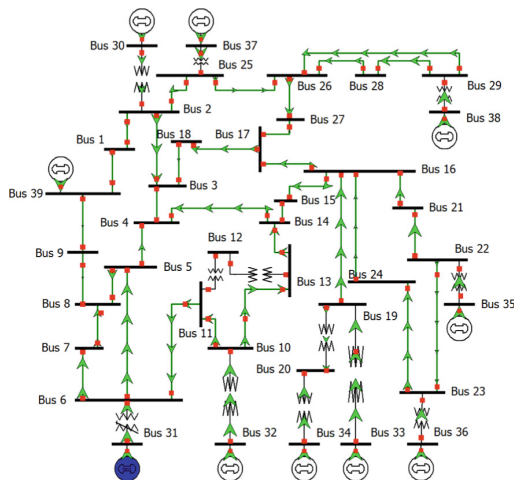 Bus 30
Bus 37
Bus 25
Bus 26
Bus 28
Bus 29
Bus 2
Bus 38
Bus 1
Bus 18
Bus 17
Bus 27
Bus 39
Bus 3
Bus 16
Bus 15
Bus 4
Bus 14
Bus 21
Bus 12
Bus 9
Bus 5
Bus 13
Bus 22
Bus 24
Bus 8
Bus 11
Bus 19
Bus 35
Bus 7
Bus 10
Bus 20
Bus 6
Bus 23
Bus 31
Bus 32
Bus 34
Bus 33
Bus 36